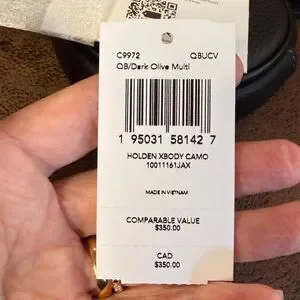 C9972 QBUCV
QB/Dark Olive Multi
1 95031 58142 7
HOLDEN XBODY CAMO
10011161JAX
MADE IN VIETNAM
COMPARABLE VALUE
$350.00
CAD
$350.00